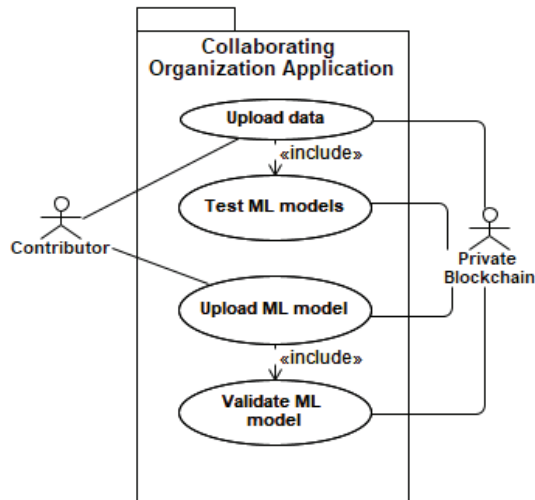 Collaborating
Organization Application
Upload data
«include»
Test ML models
Contributor
Private
Blockchain
Upload ML model
«include»
Validate ML
model